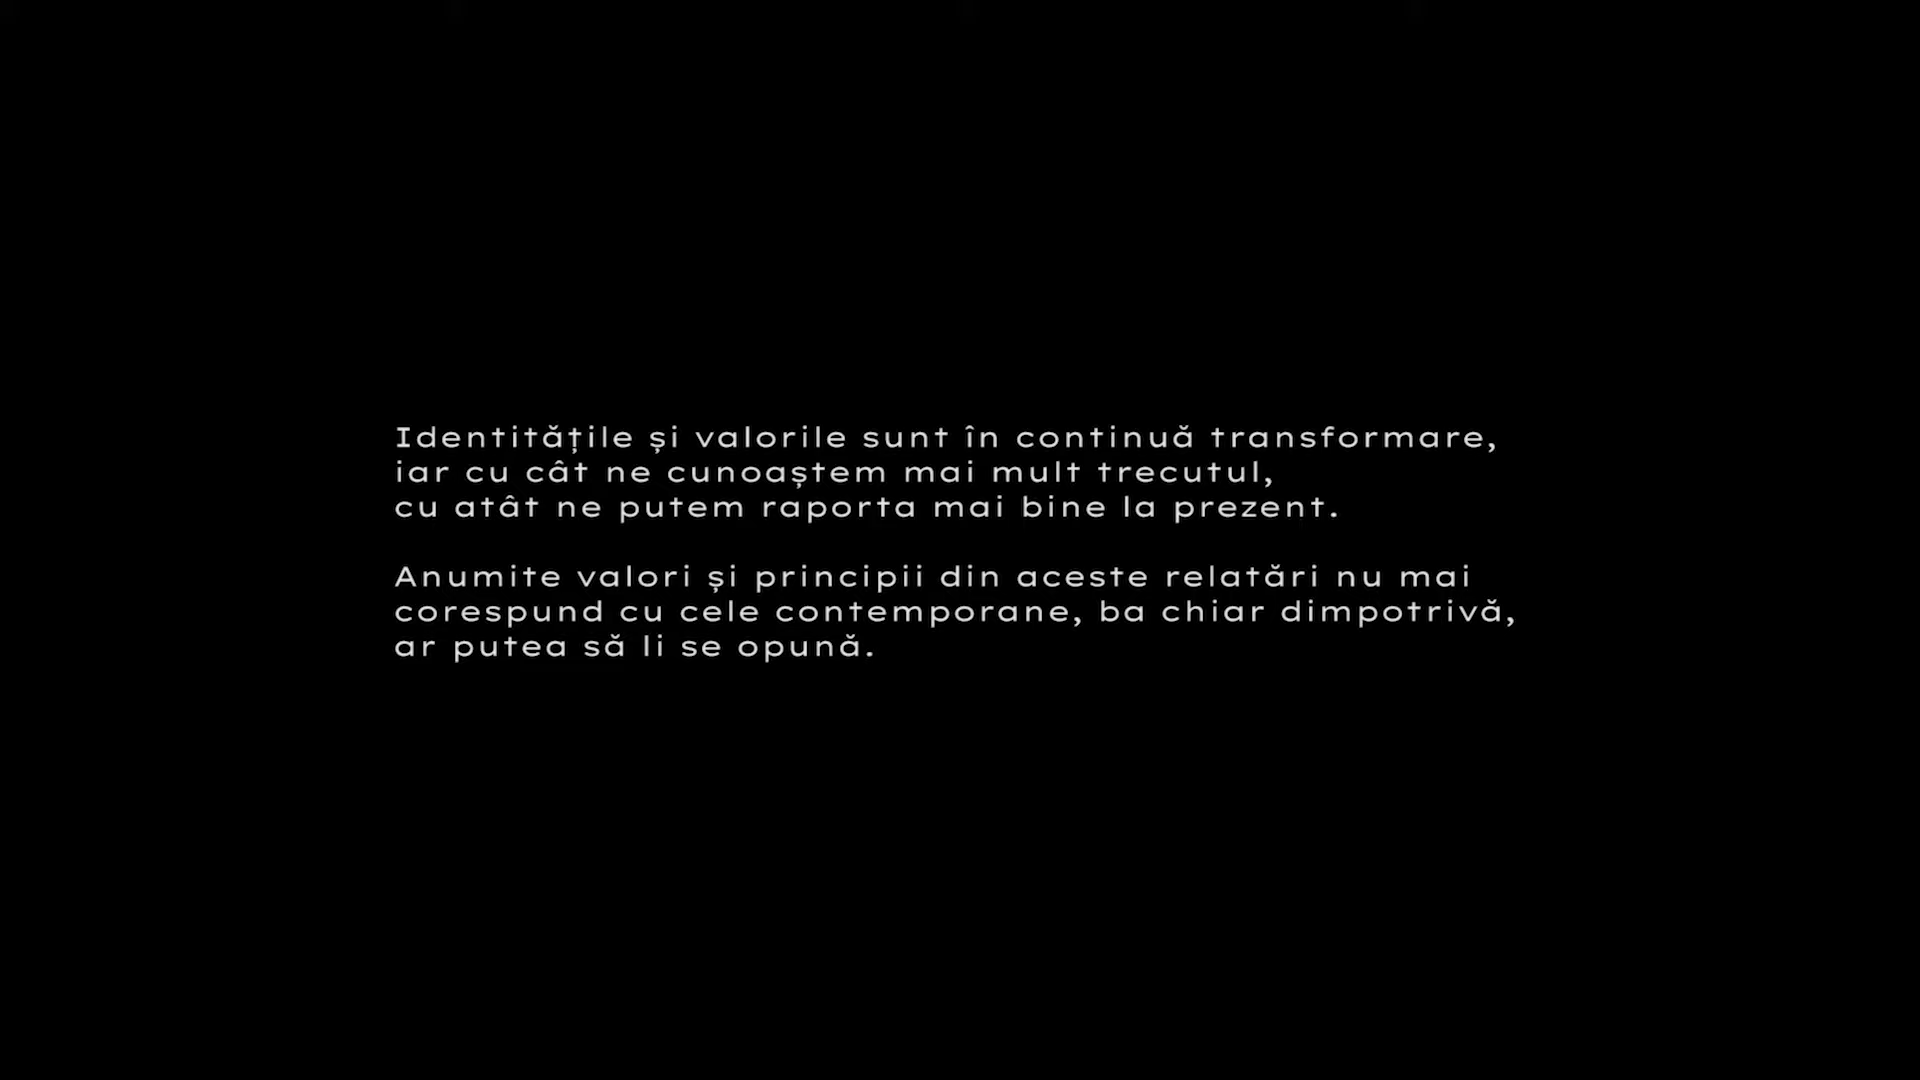 Identitățile și valorile sunt în continuă transformare,
iar cu cât ne cunoaștem mai mult trecutul,
cu atât ne putem raporta mai bine la prezent.
Anumite valori și principii din aceste relatări nu mai
corespund cu cele contemporane, ba chiar dimpotrivă,
ar putea să li se opună.